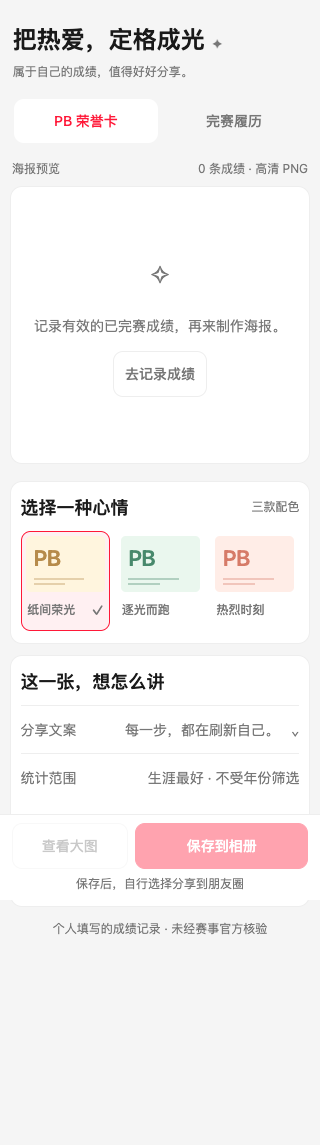 把热爱，定格成光
属于自己的成绩，值得好好分享。
PB 荣誉卡
完赛履历
海报预览
0 条成绩 · 高清 PNG
记录有效的已完赛成绩，再来制作海报。
去记录成绩
选择一种心情
三款配色
PB
PB
PB
纸间荣光
逐光而跑
热烈时刻
这一张，想怎么讲
分享文案
每一步，都在刷新自己。
统计范围
生涯最好 · 不受年份筛选
查看大图
保存到相册
保存后，自行选择分享到朋友圈
个人填写的成绩记录 · 未经赛事官方核验